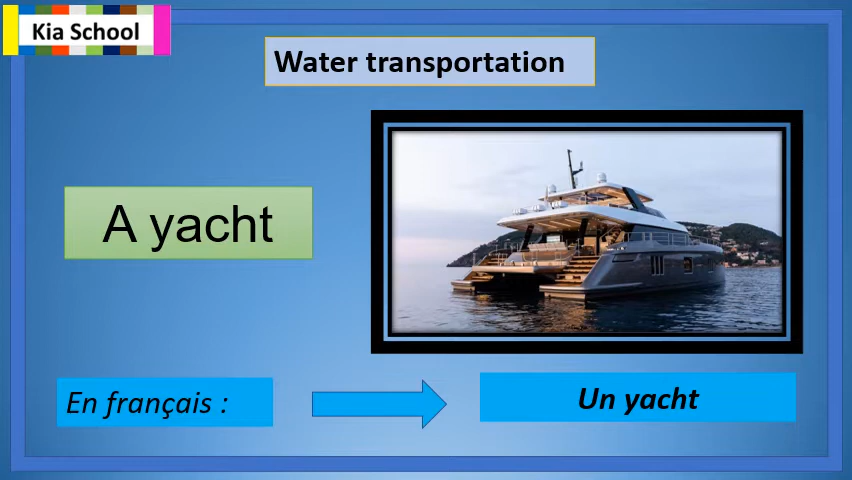 Kia School
Water transportation
A yacht
En français :
Un yacht